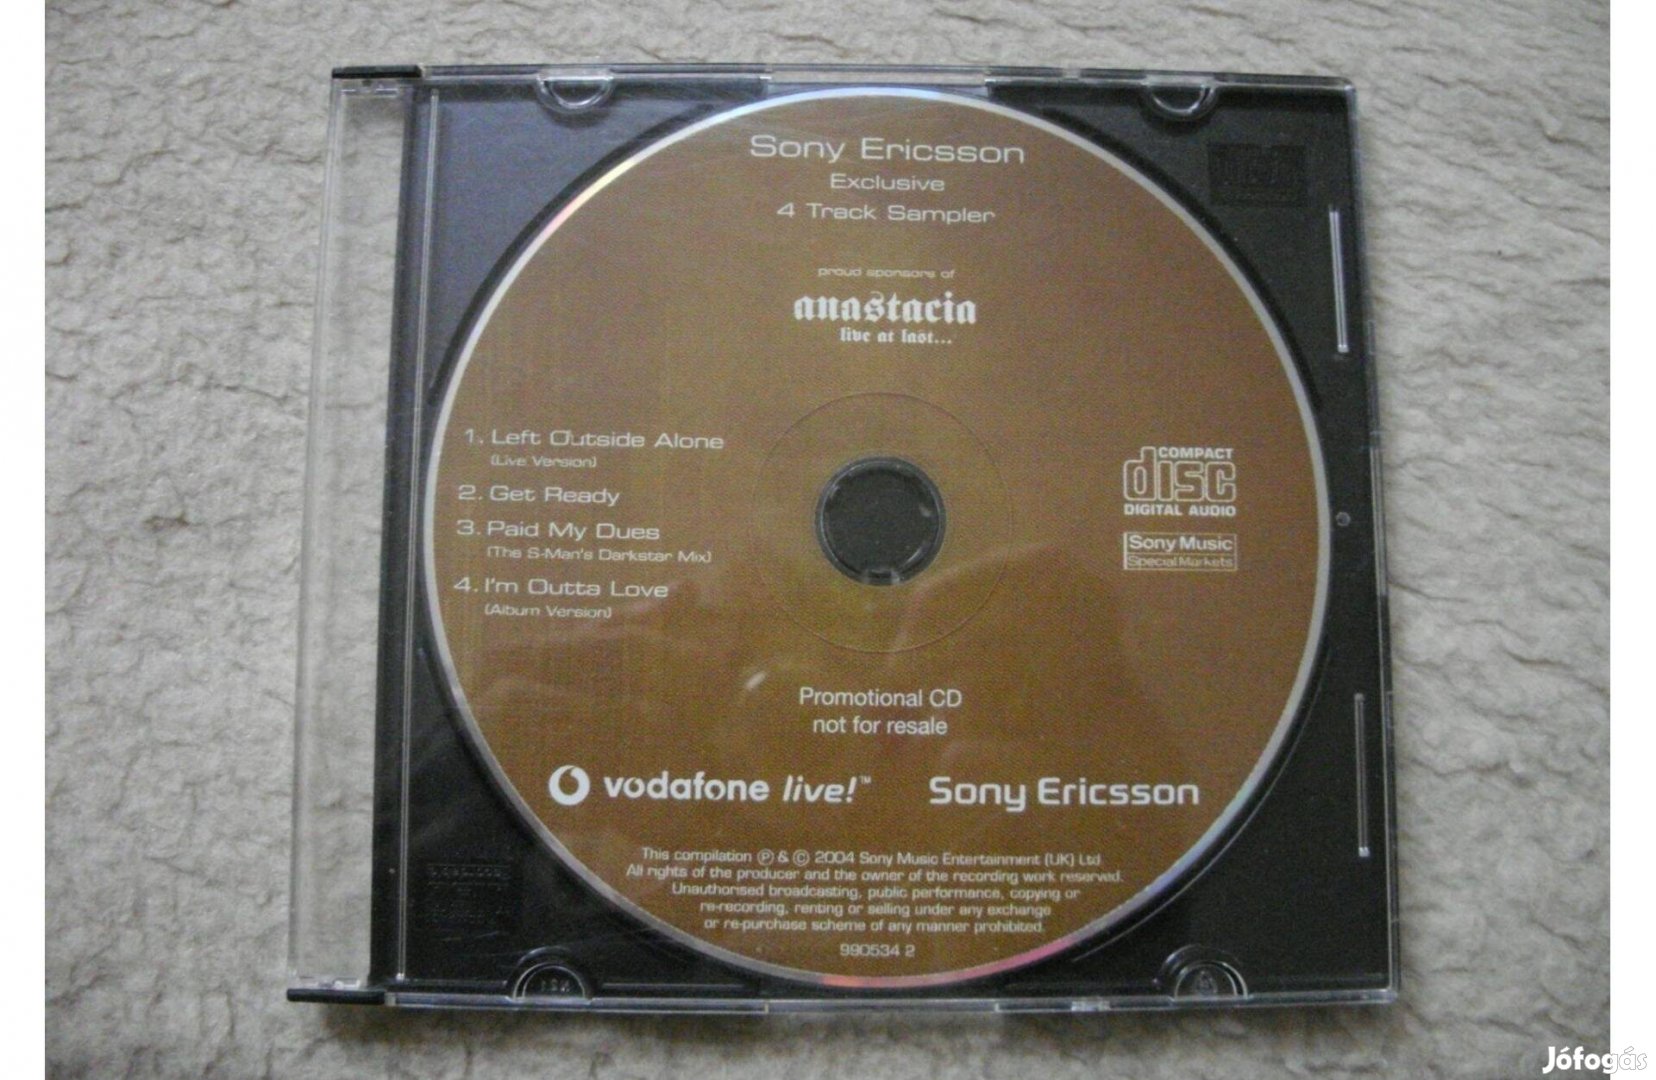 Sony Ericsson
Exclusive
4 Track Sampler
proud sponsors of
anastacia
live at last...
1. Left Outside Alone
(Live Version)
2. Get Ready
3. Paid My Dues
(The S-Man's Darkstar Mix)
4. I'm Outta Love
(Album Version)
COMPACT
disc
DIGITAL AUDIO
Sony Music
Special Markets
Promotional CD
not for resale
vodafone live!™
Sony Ericsson
This compilation ℗ & © 2004 Sony Music Entertainment (UK) Ltd
All rights of the producer and the owner of the recording work reserved.
Unauthorised broadcasting, public performance, copying or
re-recording, renting or selling under any exchange
or re-purchase scheme of any manner prohibited.
990534 2
Jófogás